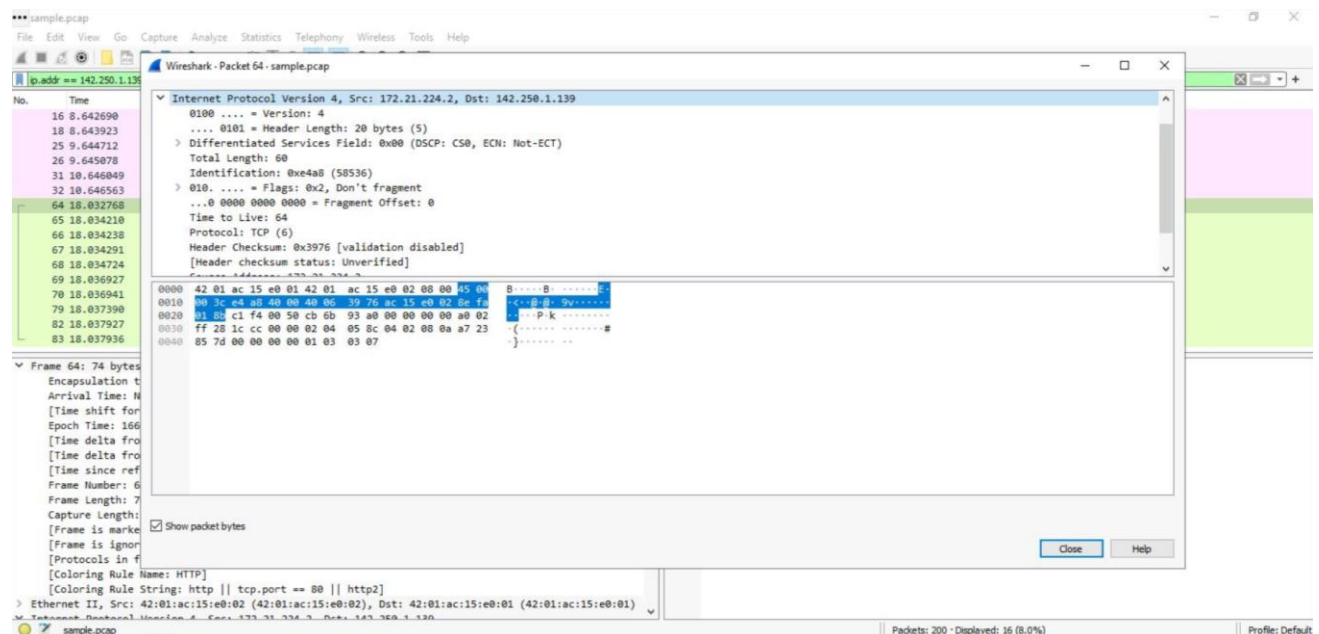 sample.pcap
File Edit View Go Capture Analyze Statistics Telephony Wireless Tools Help
Wireshark · Packet 64 · sample.pcap
ip.addr == 142.250.1.139
No. Time
16 8.642690
18 8.643923
25 9.644712
26 9.645078
31 10.646049
32 10.646563
64 18.032768
65 18.034210
66 18.034238
67 18.034291
68 18.034724
69 18.036927
70 18.036941
79 18.037390
82 18.037927
83 18.037936
Internet Protocol Version 4, Src: 172.21.224.2, Dst: 142.250.1.139
0100 .... = Version: 4
.... 0101 = Header Length: 20 bytes (5)
Differentiated Services Field: 0x00 (DSCP: CS0, ECN: Not-ECT)
Total Length: 60
Identification: 0xe4a8 (58536)
010. .... = Flags: 0x2, Don't fragment
...0 0000 0000 0000 = Fragment Offset: 0
Time to Live: 64
Protocol: TCP (6)
Header Checksum: 0x3976 [validation disabled]
[Header checksum status: Unverified]
0000 42 01 ac 15 e0 01 42 01 ac 15 e0 02 08 00 45 00 B·····B· ······E·
0010 00 3c e4 a8 40 00 40 06 39 76 ac 15 e0 02 8e fa ·<··@·@· 9v······
0020 01 8b c1 f4 00 50 cb 6b 93 a0 00 00 00 00 a0 02 ·····P·k ········
0030 ff 28 1c cc 00 00 02 04 05 8c 04 02 08 0a a7 23 ·(······ ·······#
0040 85 7d 00 00 00 00 01 03 03 07 ·}······ ··
Show packet bytes
Close Help
Frame 64: 74 bytes
Encapsulation t
Arrival Time: N
[Time shift for
Epoch Time: 166
[Time delta fro
[Time delta fro
[Time since ref
Frame Number: 6
Frame Length: 7
Capture Length:
[Frame is marke
[Frame is ignor
[Protocols in f
[Coloring Rule Name: HTTP]
[Coloring Rule String: http || tcp.port == 80 || http2]
Ethernet II, Src: 42:01:ac:15:e0:02 (42:01:ac:15:e0:02), Dst: 42:01:ac:15:e0:01 (42:01:ac:15:e0:01)
sample.pcap
Packets: 200 · Displayed: 16 (8.0%)
Profile: Default